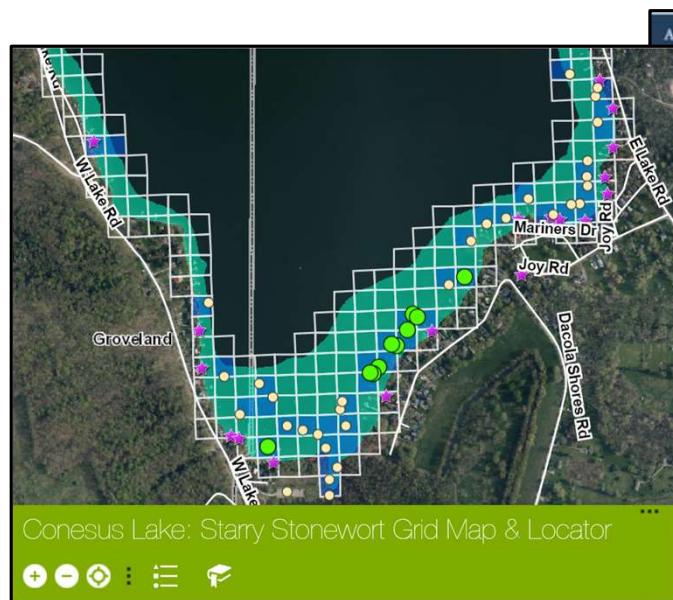 W Lake Rd
E Lake Rd
Mariners Dr
Joy Rd
Joy Rd
Groveland
Dacola Shores Rd
W Lake
Conesus Lake: Starry Stonewort Grid Map & Locator